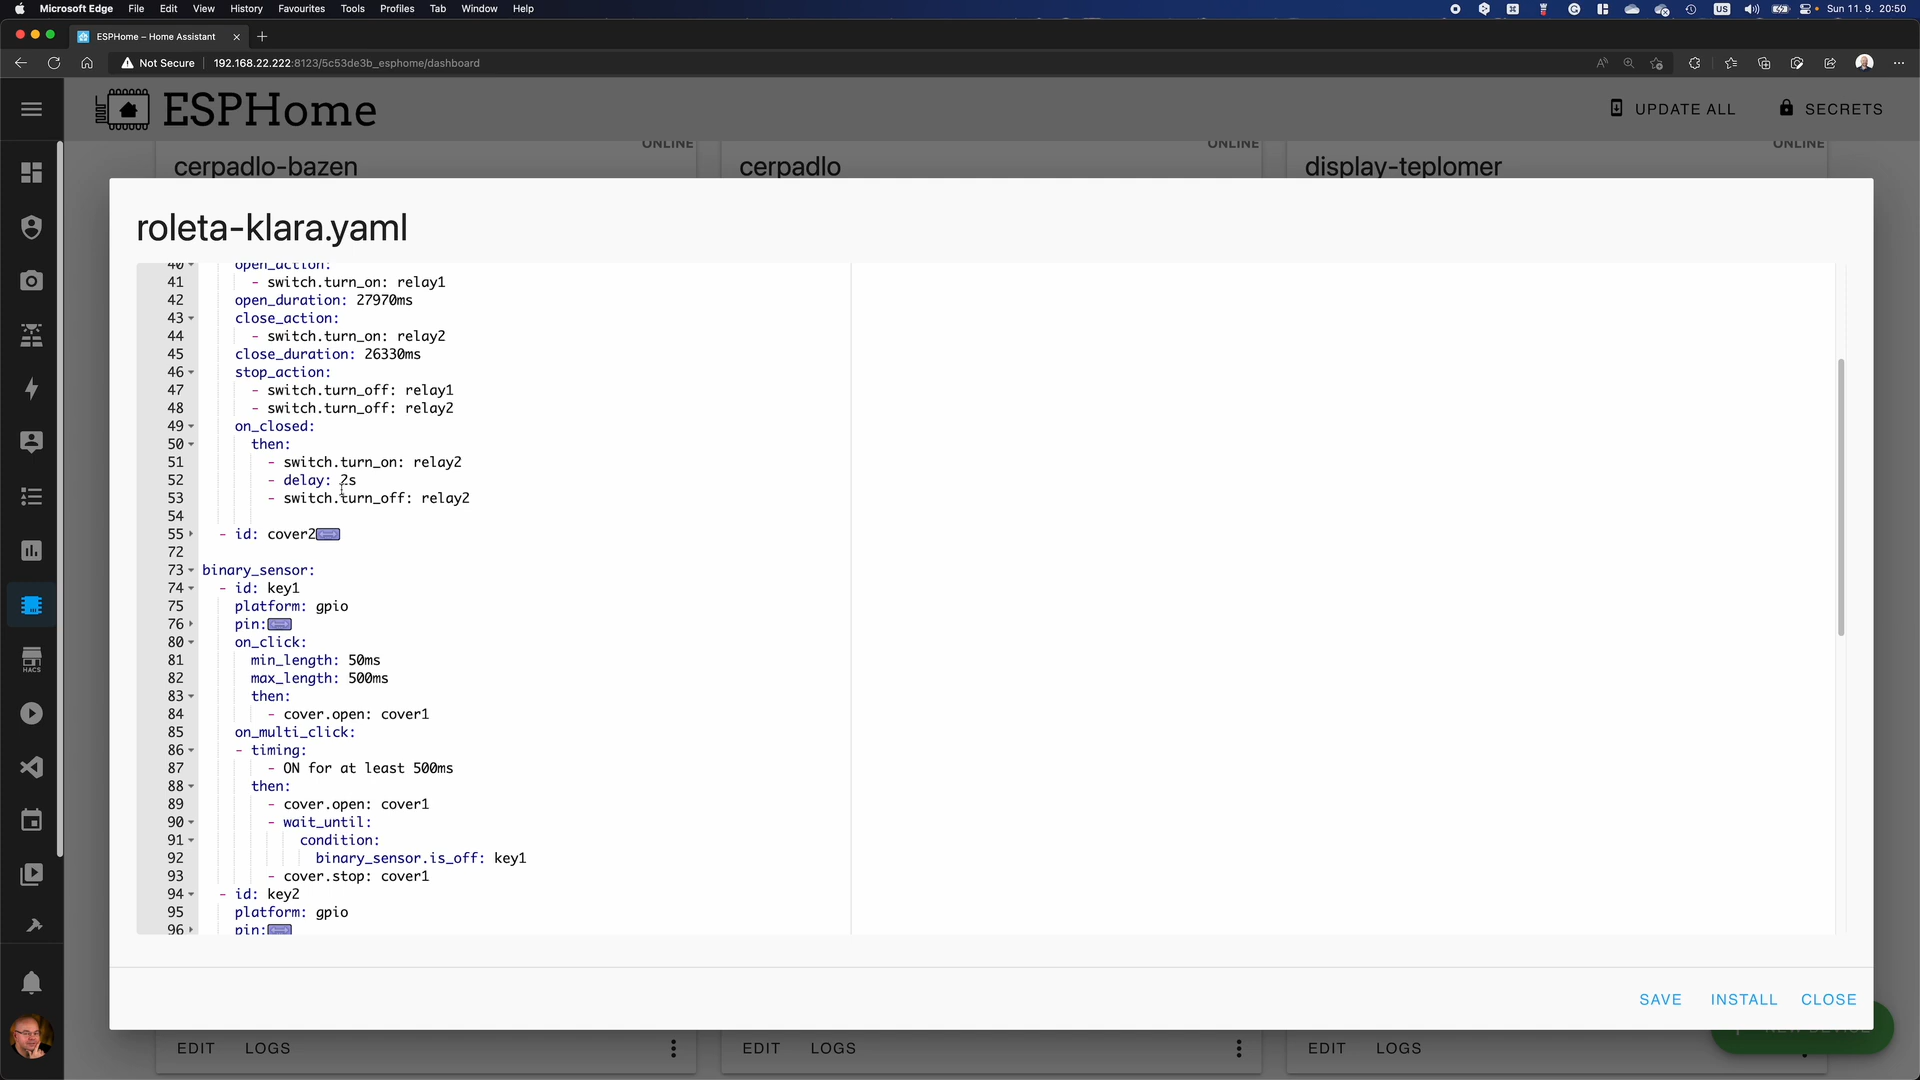 Microsoft Edge File Edit View History Favourites Tools Profiles Tab Window Help
US Sun 11. 9. 20:50
ESPHome – Home Assistant
Not Secure 192.168.22.222:8123/5c53de3b_esphome/dashboard
ESPHome
UPDATE ALL
SECRETS
ONLINE
ONLINE
ONLINE
cerpadlo-bazen
cerpadlo
display-teplomer
roleta-klara.yaml
40 open_action:
41 - switch.turn_on: relay1
42 open_duration: 27970ms
43 close_action:
44 - switch.turn_on: relay2
45 close_duration: 26330ms
46 stop_action:
47 - switch.turn_off: relay1
48 - switch.turn_off: relay2
49 on_closed:
50 then:
51 - switch.turn_on: relay2
52 - delay: 2s
53 - switch.turn_off: relay2
54
55 - id: cover2
72
73 binary_sensor:
74 - id: key1
75 platform: gpio
76 pin:
80 on_click:
81 min_length: 50ms
82 max_length: 500ms
83 then:
84 - cover.open: cover1
85 on_multi_click:
86 - timing:
87 - ON for at least 500ms
88 then:
89 - cover.open: cover1
90 - wait_until:
91 condition:
92 binary_sensor.is_off: key1
93 - cover.stop: cover1
94 - id: key2
95 platform: gpio
96 pin:
HACS
SAVE INSTALL CLOSE
NEW DEVICE
EDIT LOGS
EDIT LOGS
EDIT LOGS